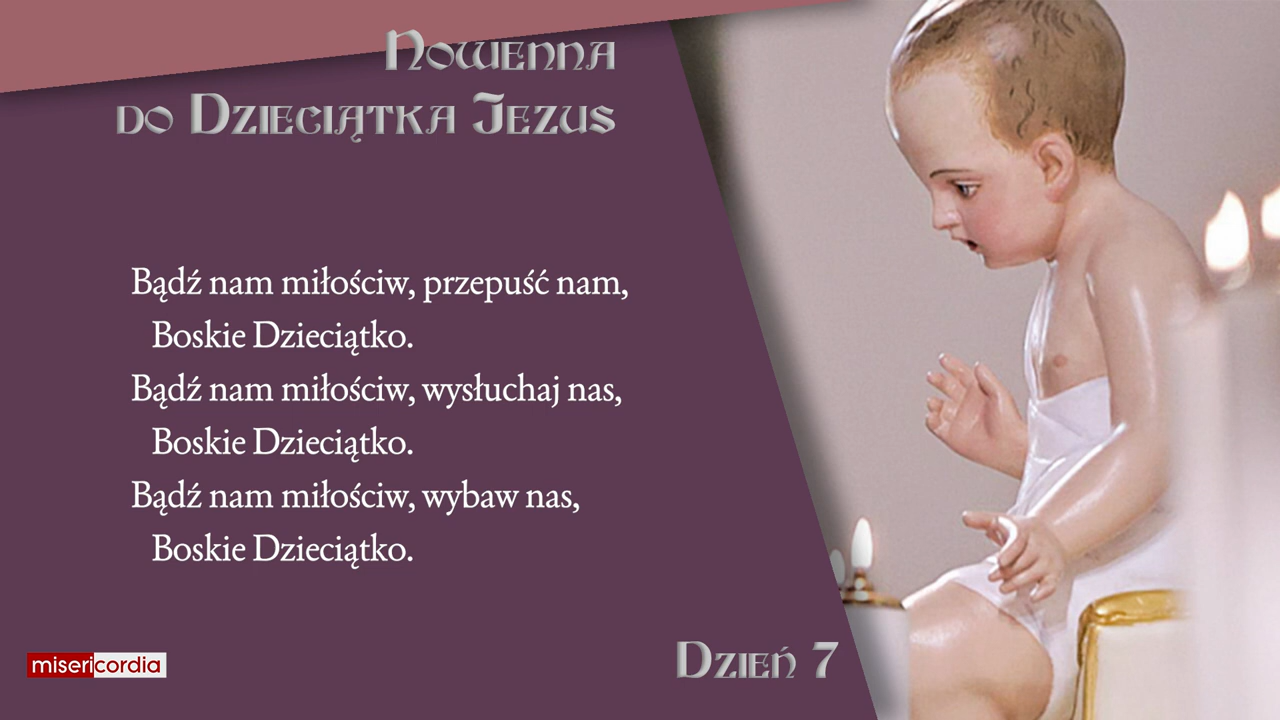 Nowenna
do Dzieciątka Jezus
Bądź nam miłościw, przepuść nam,
Boskie Dzieciątko.
Bądź nam miłościw, wysłuchaj nas,
Boskie Dzieciątko.
Bądź nam miłościw, wybaw nas,
Boskie Dzieciątko.
misericordia
Dzień 7